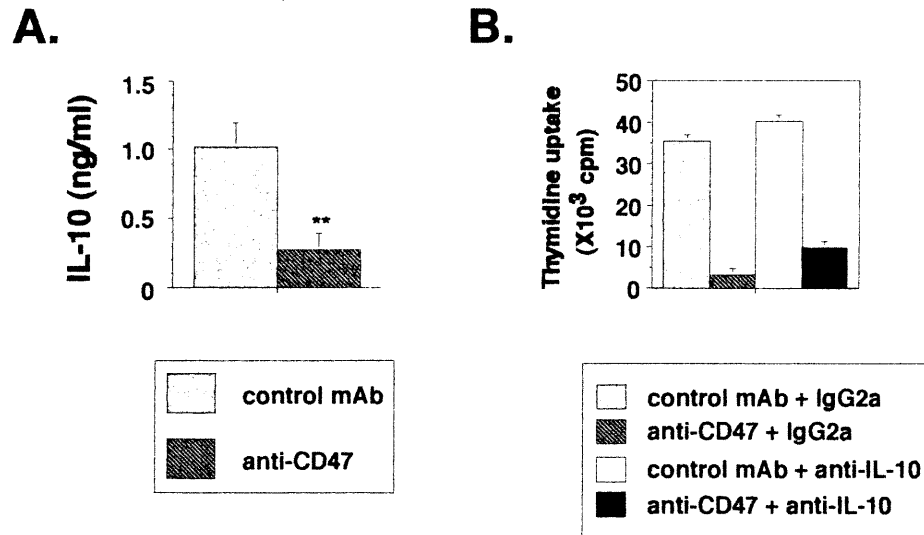 A.
IL-10 (ng/ml)
1.5
1.0
0.5
0
**
control mAb
anti-CD47
B.
Thymidine uptake
(X10³ cpm)
50
40
30
20
10
0
control mAb + IgG2a
anti-CD47 + IgG2a
control mAb + anti-IL-10
anti-CD47 + anti-IL-10